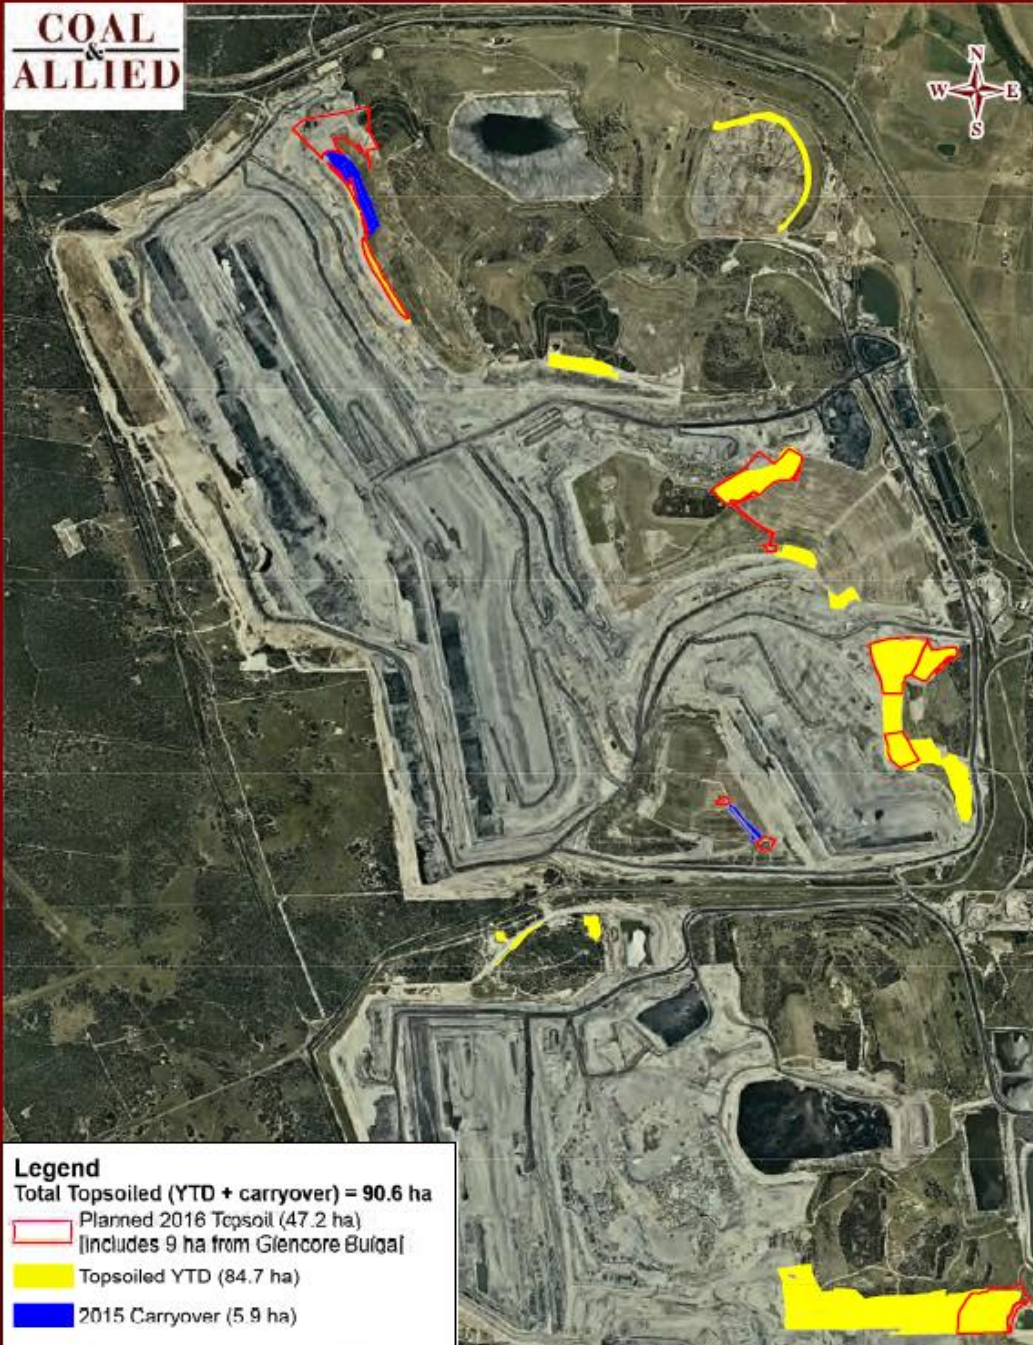 COAL
&
ALLIED
N
W E
S
Legend
Total Topsoiled (YTD + carryover) = 90.6 ha
Planned 2016 Topsoil (47.2 ha)
[includes 9 ha from Glencore Bulga]
Topsoiled YTD (84.7 ha)
2015 Carryover (5.9 ha)